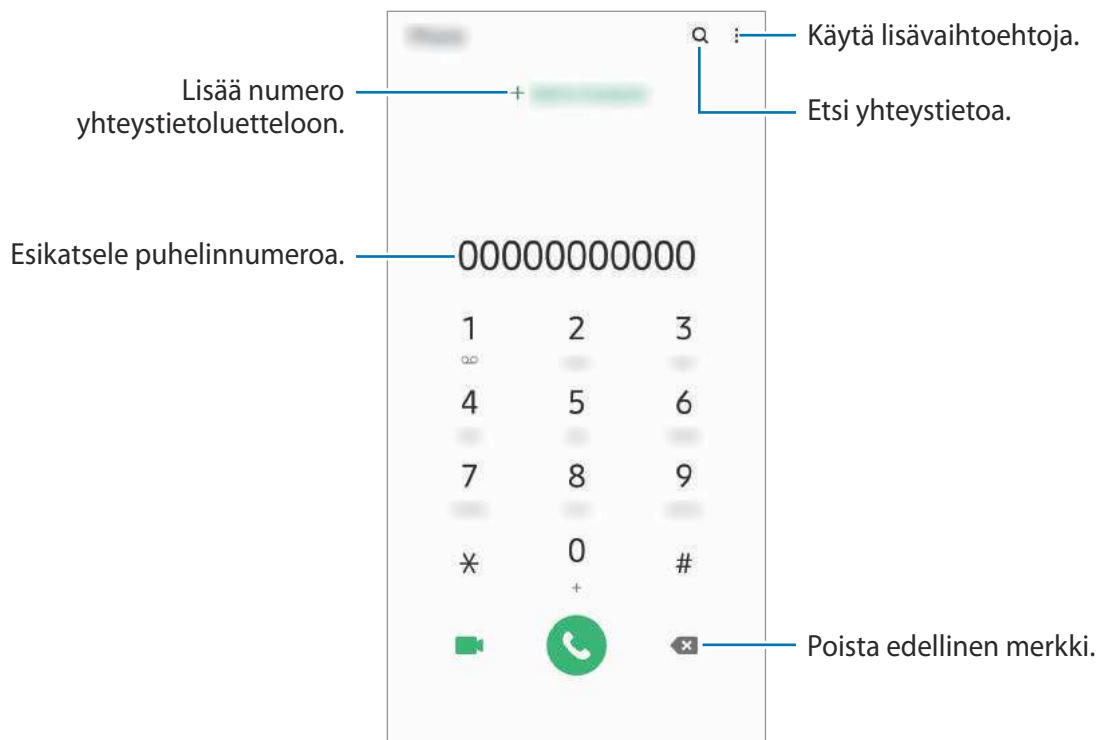 Käytä lisävaihtoehtoja.
Lisää numero
yhteystietoluetteloon.
Etsi yhteystietoa.
Esikatsele puhelinnumeroa.
00000000000
1 2 3
4 5 6
7 8 9
* 0 #
+
Poista edellinen merkki.